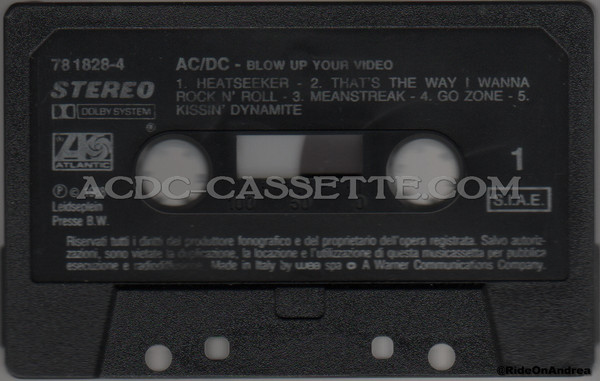 78 1828-4
AC/DC - BLOW UP YOUR VIDEO
STEREO
1. HEATSEEKER - 2. THAT'S THE WAY I WANNA
ROCK N' ROLL - 3. MEANSTREAK - 4. GO ZONE - 5.
KISSIN' DYNAMITE
DOLBY SYSTEM
®
ATLANTIC
1
ACDC-CASSETTE.COM
100 50 0
Leidseplein
Presse B.W.
S.I.A.E.
Riservati tutti i diritti del produttore fonografico e del proprietario dell'opera registrata. Salvo autoriz-
zazioni, sono vietate la duplicazione, la locazione e l'utilizzazione di questa musicassetta per pubblica
esecuzione e Made in Italy by wea spa A Warner Communications Company.
©RideOnAndrea